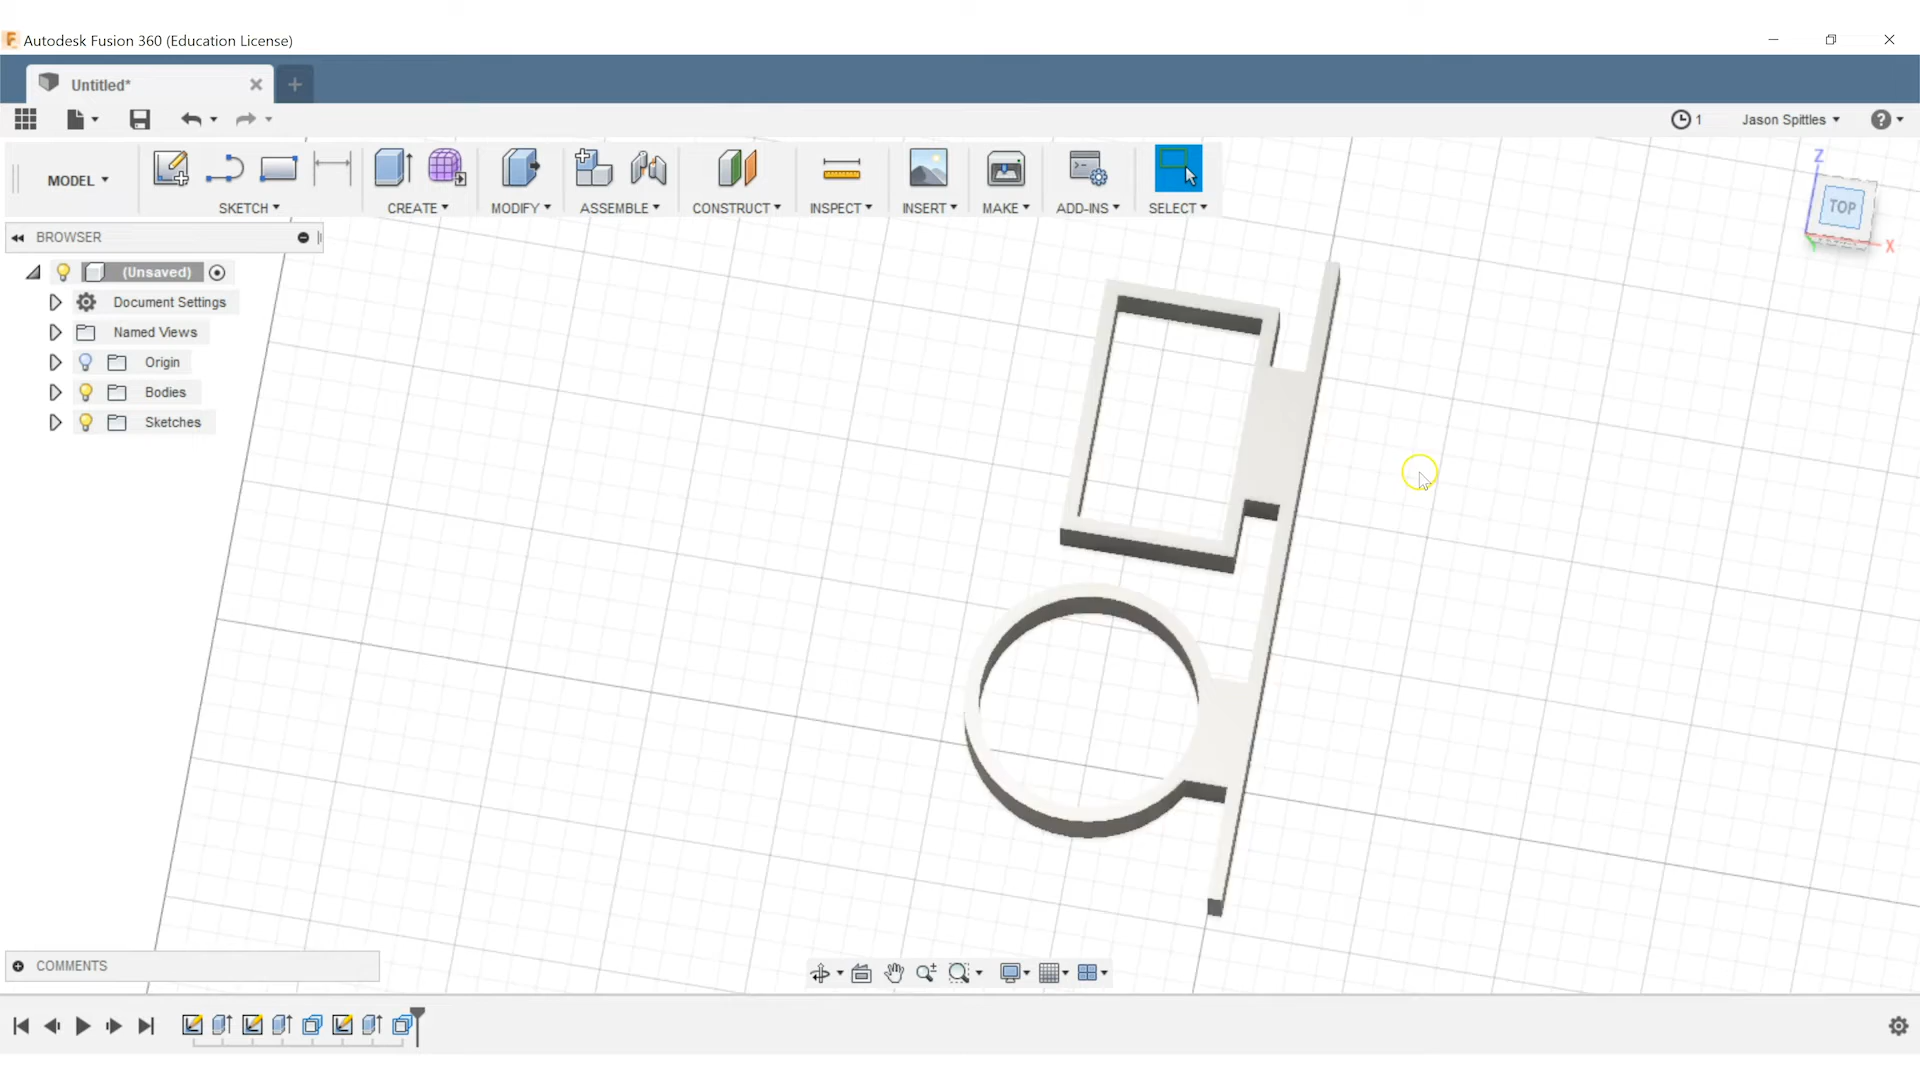 Autodesk Fusion 360 (Education License)
Untitled*
1
Jason Spittles
?
MODEL
SKETCH
CREATE
MODIFY
ASSEMBLE
CONSTRUCT
INSPECT
INSERT
MAKE
ADD-INS
SELECT
Z
TOP
X
BROWSER
(Unsaved)
Document Settings
Named Views
Origin
Bodies
Sketches
COMMENTS